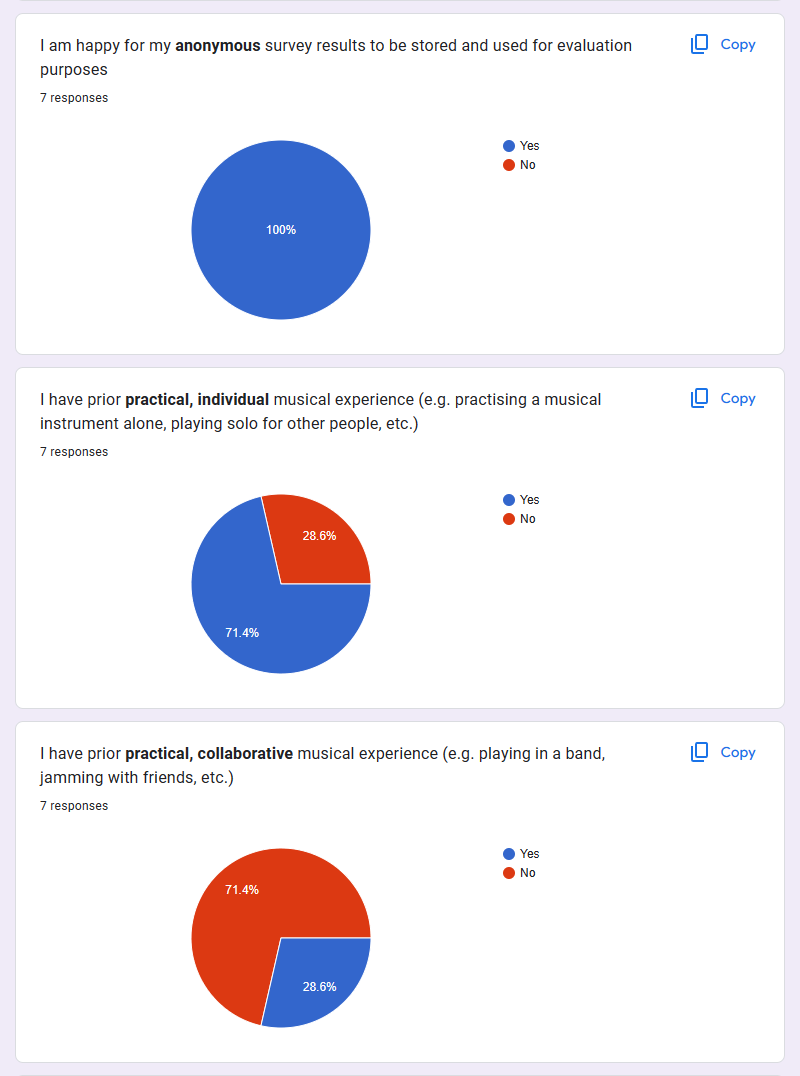 I am happy for my anonymous survey results to be stored and used for evaluation
purposes
Copy
7 responses
Yes
No
100%
I have prior practical, individual musical experience (e.g. practising a musical
instrument alone, playing solo for other people, etc.)
Copy
7 responses
Yes
No
28.6%
71.4%
I have prior practical, collaborative musical experience (e.g. playing in a band,
jamming with friends, etc.)
Copy
7 responses
Yes
No
71.4%
28.6%